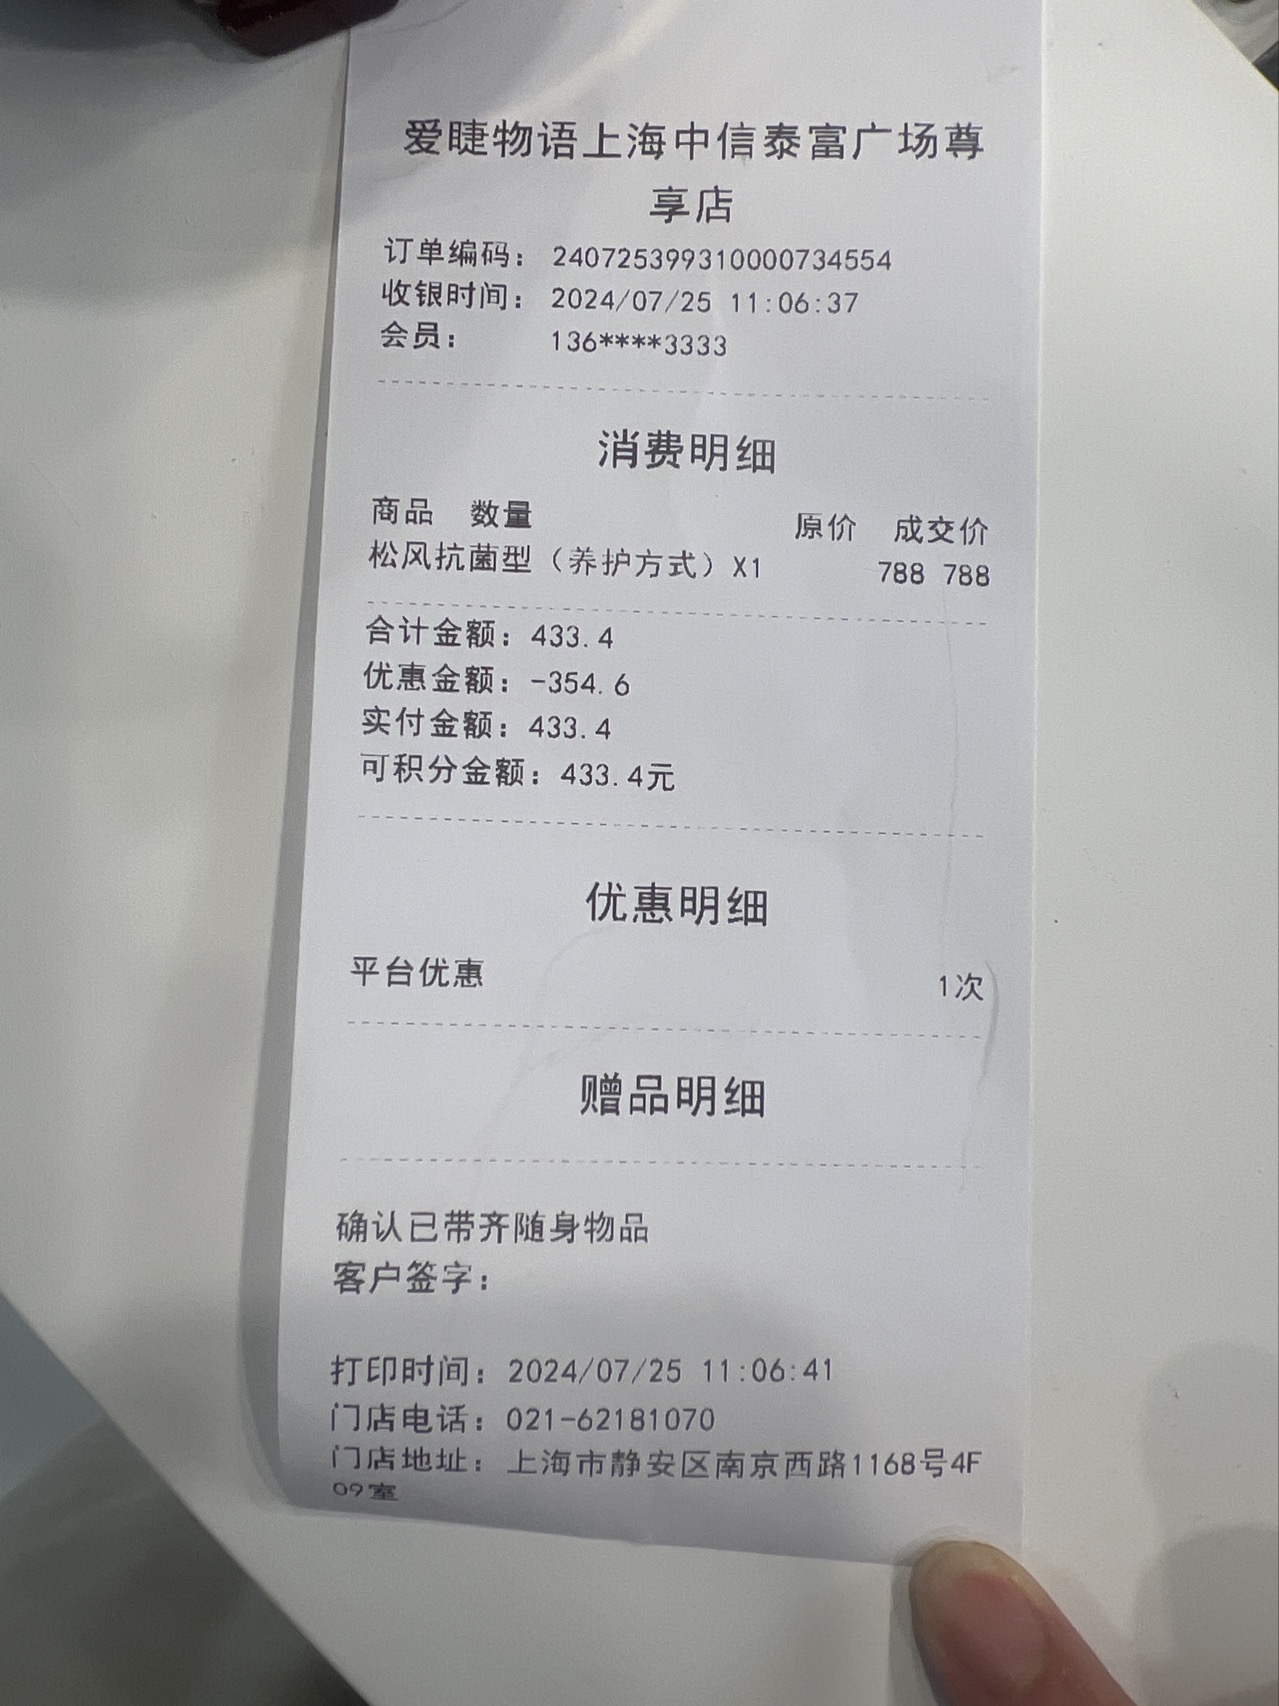 爱睫物语上海中信泰富广场尊
享店
订单编码： 240725399310000734554
收银时间： 2024/07/25 11:06:37
会员： 136****3333
消费明细
商品 数量 原价 成交价
松风抗菌型（养护方式）X1 788 788
合计金额：433.4
优惠金额：-354.6
实付金额：433.4
可积分金额：433.4元
优惠明细
平台优惠 1次
赠品明细
确认已带齐随身物品
客户签字：
打印时间：2024/07/25 11:06:41
门店电话：021-62181070
门店地址：上海市静安区南京西路1168号4F
09室